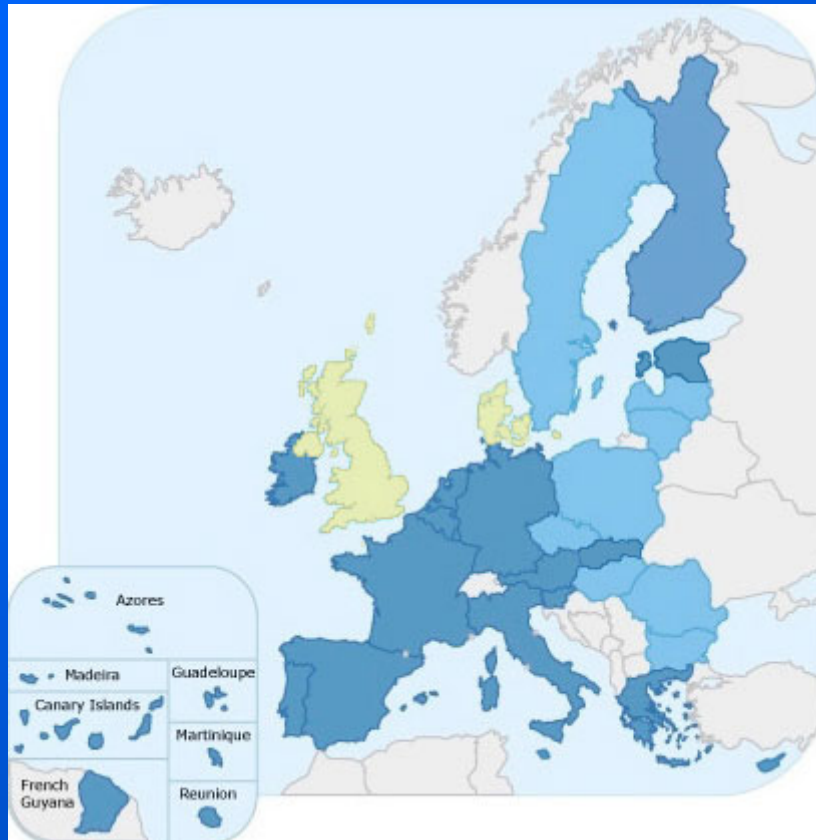 Azores
Madeira
Guadeloupe
Canary Islands
Martinique
French
Guyana
Reunion